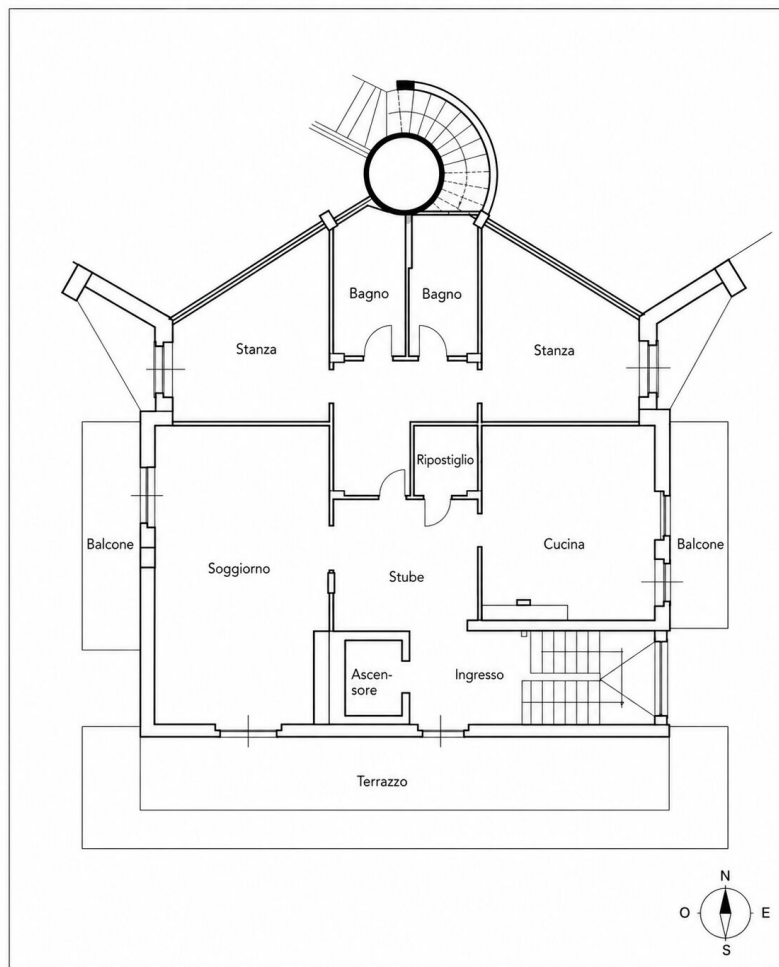 Bagno
Bagno
Stanza
Stanza
Ripostiglio
Balcone
Soggiorno
Stube
Cucina
Balcone
Ascen-
sore
Ingresso
Terrazzo
N
O
E
S